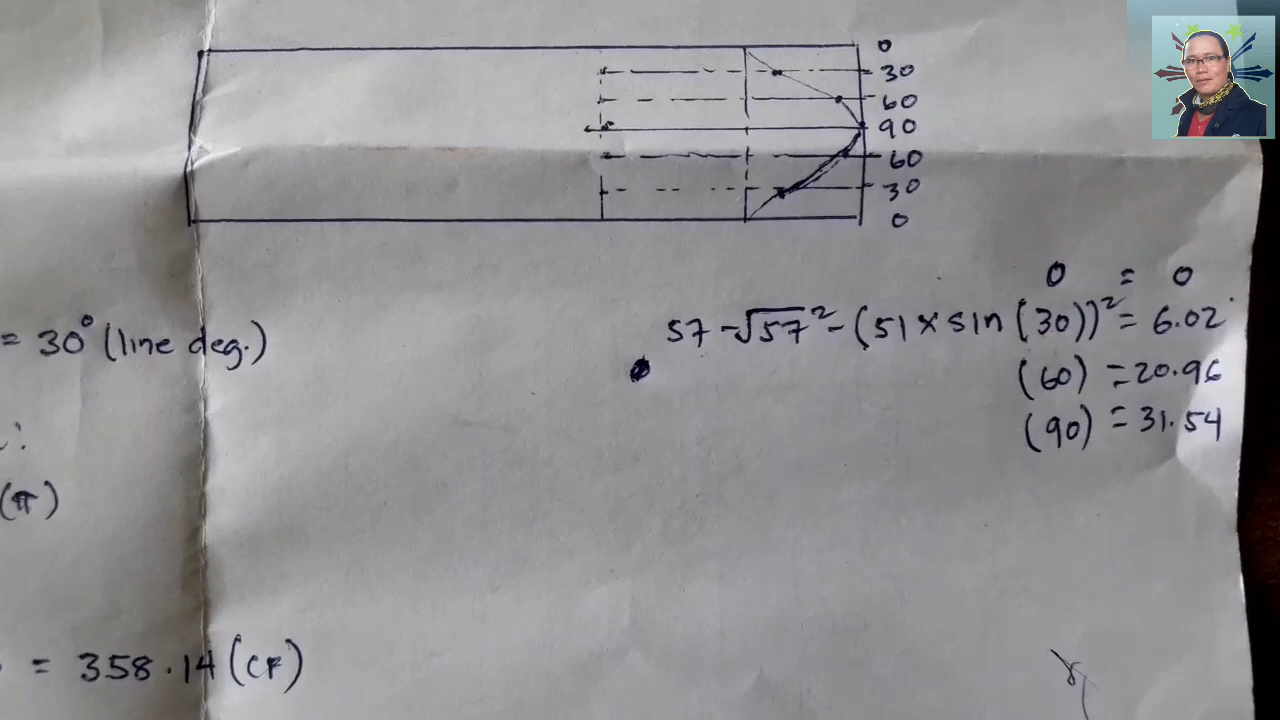 0
30
60
90
60
30
0
0 = 0
57 - √57² - (51 × sin (30))² = 6.02
= 30° (line deg.)
(60) = 20.96
(90) = 31.54
(π)
= 358.14 (CF)